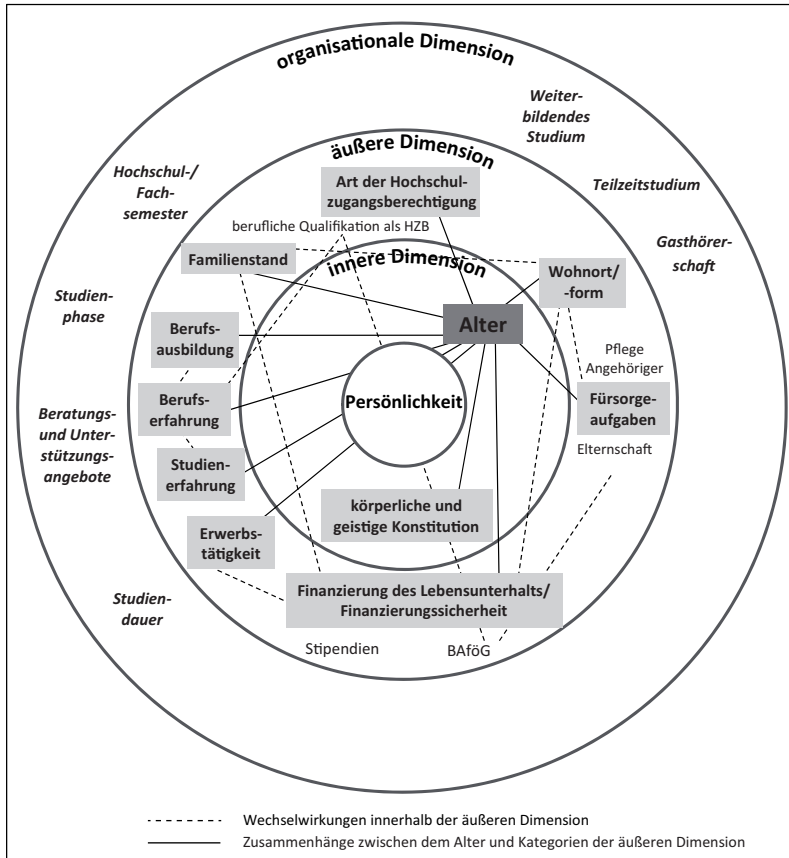 organisationale Dimension
Weiter-
bildendes
Studium
äußere Dimension
Hochschul-/
Fach-
semester
Art der Hochschul-
zugangsberechtigung
Teilzeitstudium
berufliche Qualifikation als HZB
Gasthörer-
schaft
Familienstand
innere Dimension
Wohnort/
-form
Studien-
phase
Berufs-
ausbildung
Alter
Pflege
Angehöriger
Berufs-
erfahrung
Persönlichkeit
Fürsorge-
aufgaben
Beratungs-
und Unter-
stützungs-
angebote
Elternschaft
Studien-
erfahrung
körperliche und
geistige Konstitution
Erwerbs-
tätigkeit
Finanzierung des Lebensunterhalts/
Finanzierungssicherheit
Studien-
dauer
Stipendien
BAföG
Wechselwirkungen innerhalb der äußeren Dimension
Zusammenhänge zwischen dem Alter und Kategorien der äußeren Dimension